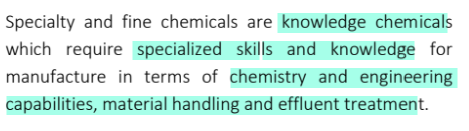 Specialty and fine chemicals are knowledge chemicals
which require specialized skills and knowledge for
manufacture in terms of chemistry and engineering
capabilities, material handling and effluent treatment.